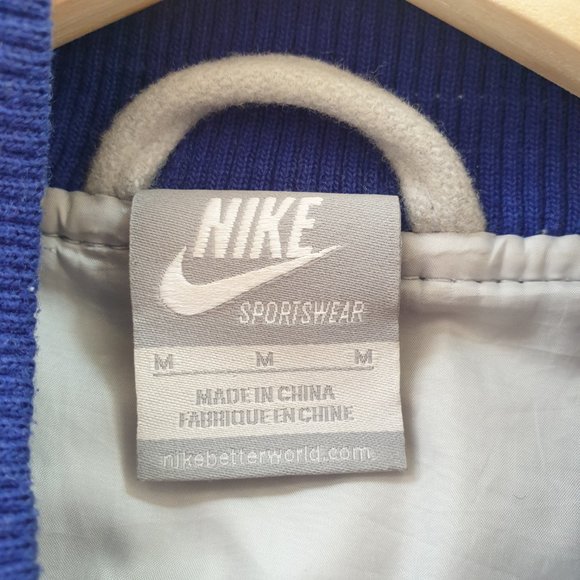 NIKE
SPORTSWEAR
M M M
MADE IN CHINA
FABRIQUE EN CHINE
nikebetterworld.com